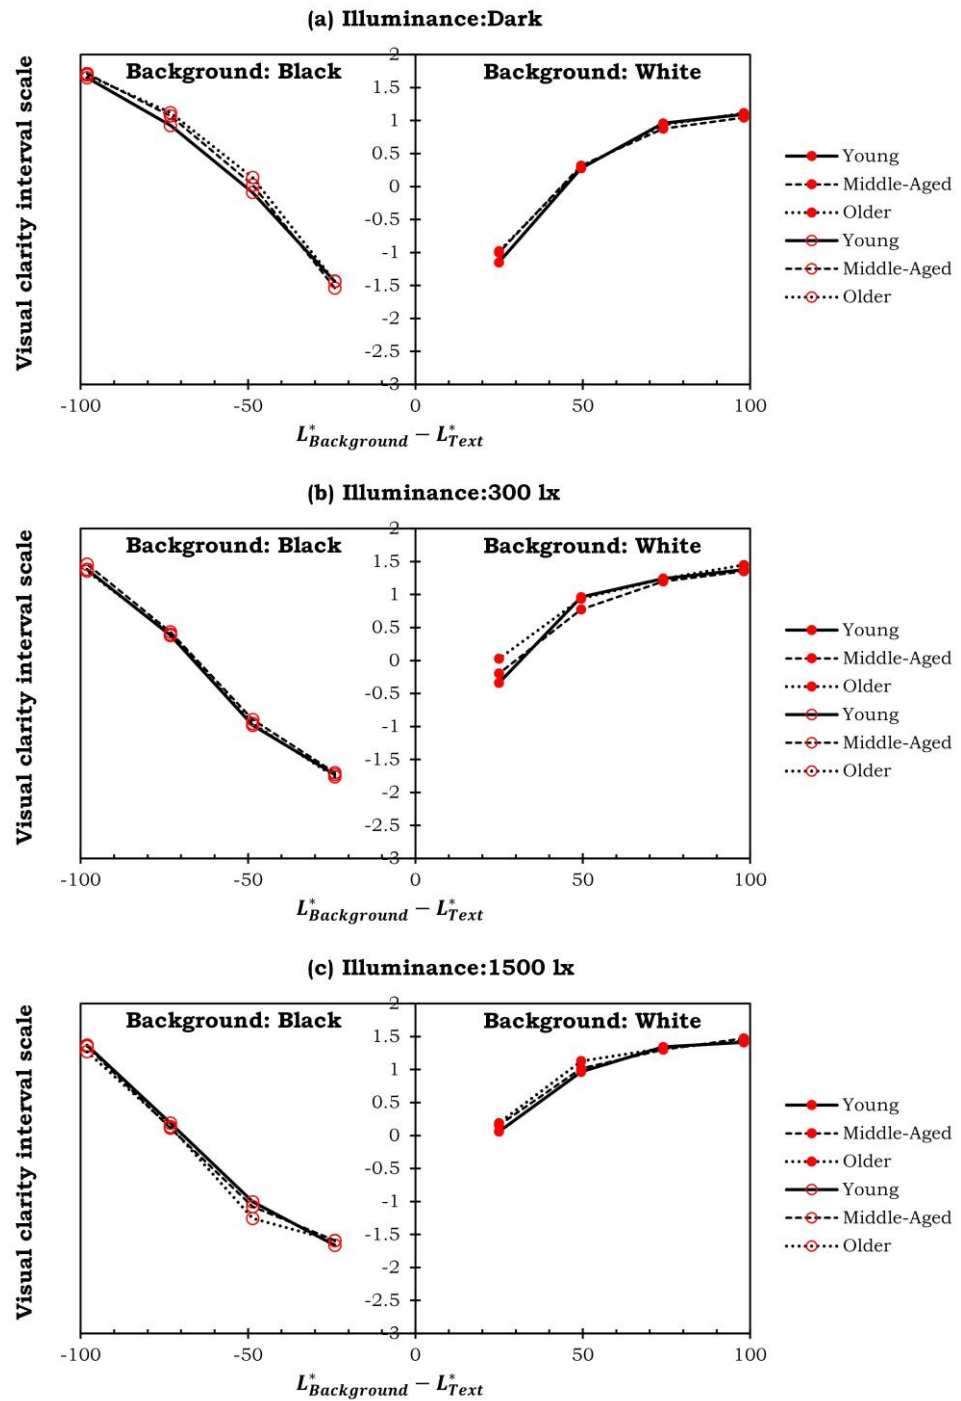 (a) Illuminance:Dark
Visual clarity interval scale
Background: Black
Background: White
2
1.5
1
0.5
0
-0.5
-1
-1.5
-2
-2.5
-3
-100
-50
0
50
100
L*Background − L*Text
Young
Middle-Aged
Older
Young
Middle-Aged
Older
(b) Illuminance:300 lx
Visual clarity interval scale
Background: Black
Background: White
2
1.5
1
0.5
0
-0.5
-1
-1.5
-2
-2.5
-3
-100
-50
0
50
100
L*Background − L*Text
Young
Middle-Aged
Older
Young
Middle-Aged
Older
(c) Illuminance:1500 lx
Visual clarity interval scale
Background: Black
Background: White
2
1.5
1
0.5
0
-0.5
-1
-1.5
-2
-2.5
-3
-100
-50
0
50
100
L*Background − L*Text
Young
Middle-Aged
Older
Young
Middle-Aged
Older